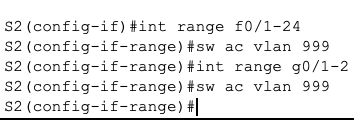 S2(config-if)#int range f0/1-24
S2(config-if-range)#sw ac vlan 999
S2(config-if-range)#int range g0/1-2
S2(config-if-range)#sw ac vlan 999
S2(config-if-range)#